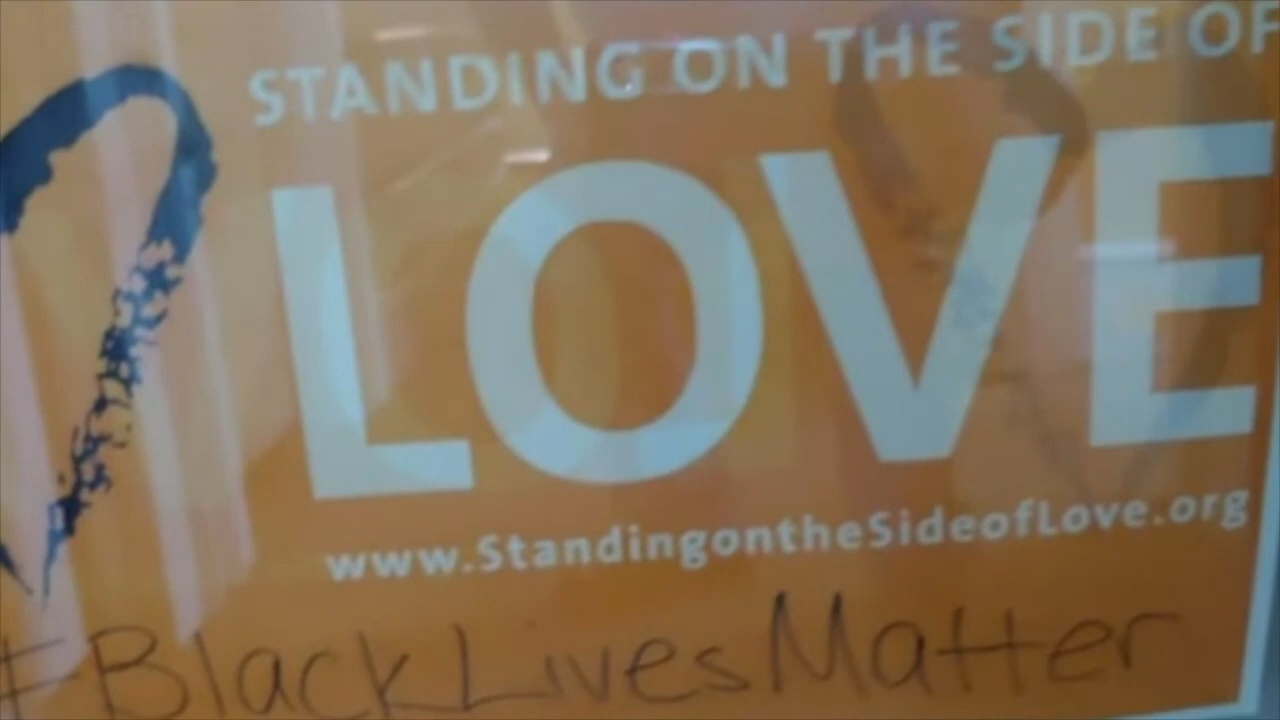 STANDING ON THE SIDE OF
LOVE
www.StandingontheSideofLove.org
#BlackLivesMatter